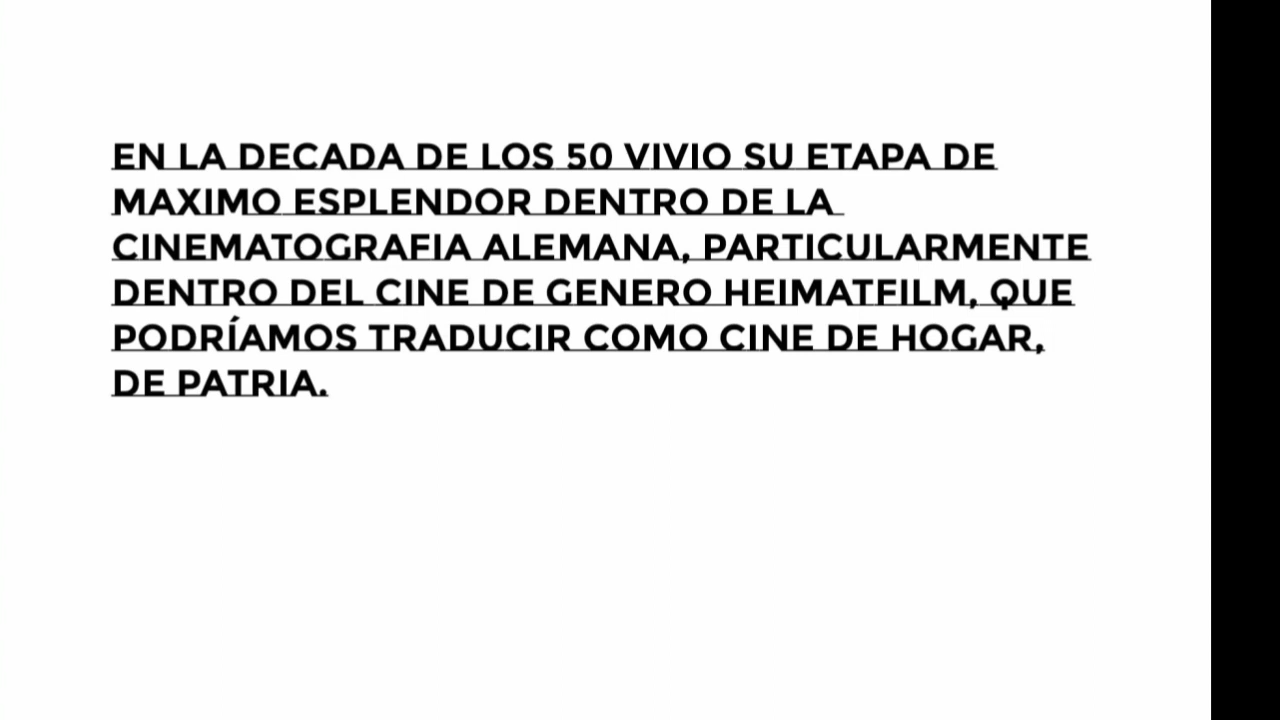 EN LA DECADA DE LOS 50 VIVIO SU ETAPA DE
MAXIMO ESPLENDOR DENTRO DE LA
CINEMATOGRAFIA ALEMANA, PARTICULARMENTE
DENTRO DEL CINE DE GENERO HEIMATFILM, QUE
PODRÍAMOS TRADUCIR COMO CINE DE HOGAR,
DE PATRIA.